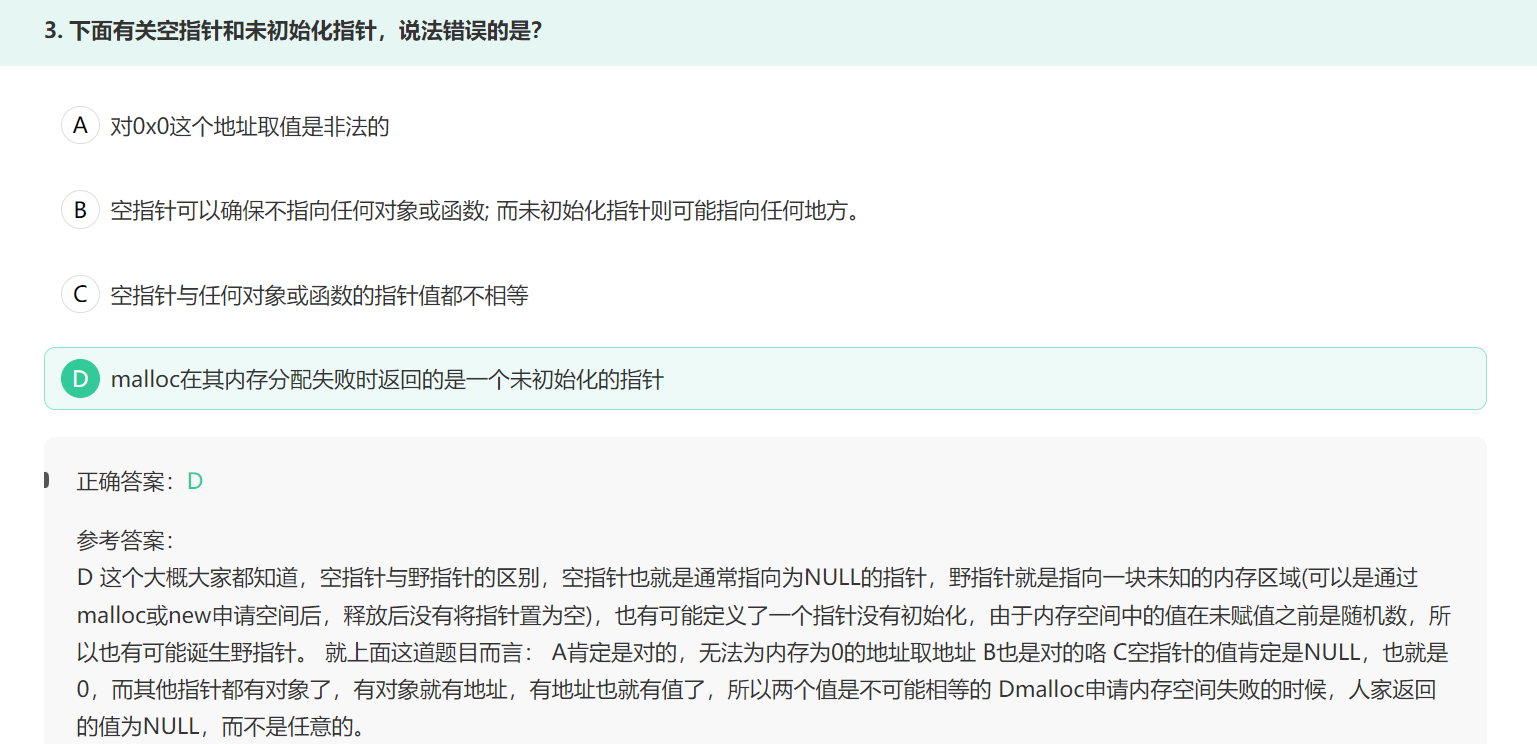 3. 下面有关空指针和未初始化指针，说法错误的是?
A 对0x0这个地址取值是非法的
B 空指针可以确保不指向任何对象或函数; 而未初始化指针则可能指向任何地方。
C 空指针与任何对象或函数的指针值都不相等
D malloc在其内存分配失败时返回的是一个未初始化的指针
正确答案：D
参考答案：
D 这个大概大家都知道，空指针与野指针的区别，空指针也就是通常指向为NULL的指针，野指针就是指向一块未知的内存区域(可以是通过
malloc或new申请空间后，释放后没有将指针置为空)，也有可能定义了一个指针没有初始化，由于内存空间中的值在未赋值之前是随机数，所
以也有可能诞生野指针。 就上面这道题目而言： A肯定是对的，无法为内存为0的地址取地址 B也是对的咯 C空指针的值肯定是NULL，也就是
0，而其他指针都有对象了，有对象就有地址，有地址也就有值了，所以两个值是不可能相等的 Dmalloc申请内存空间失败的时候，人家返回
的值为NULL，而不是任意的。